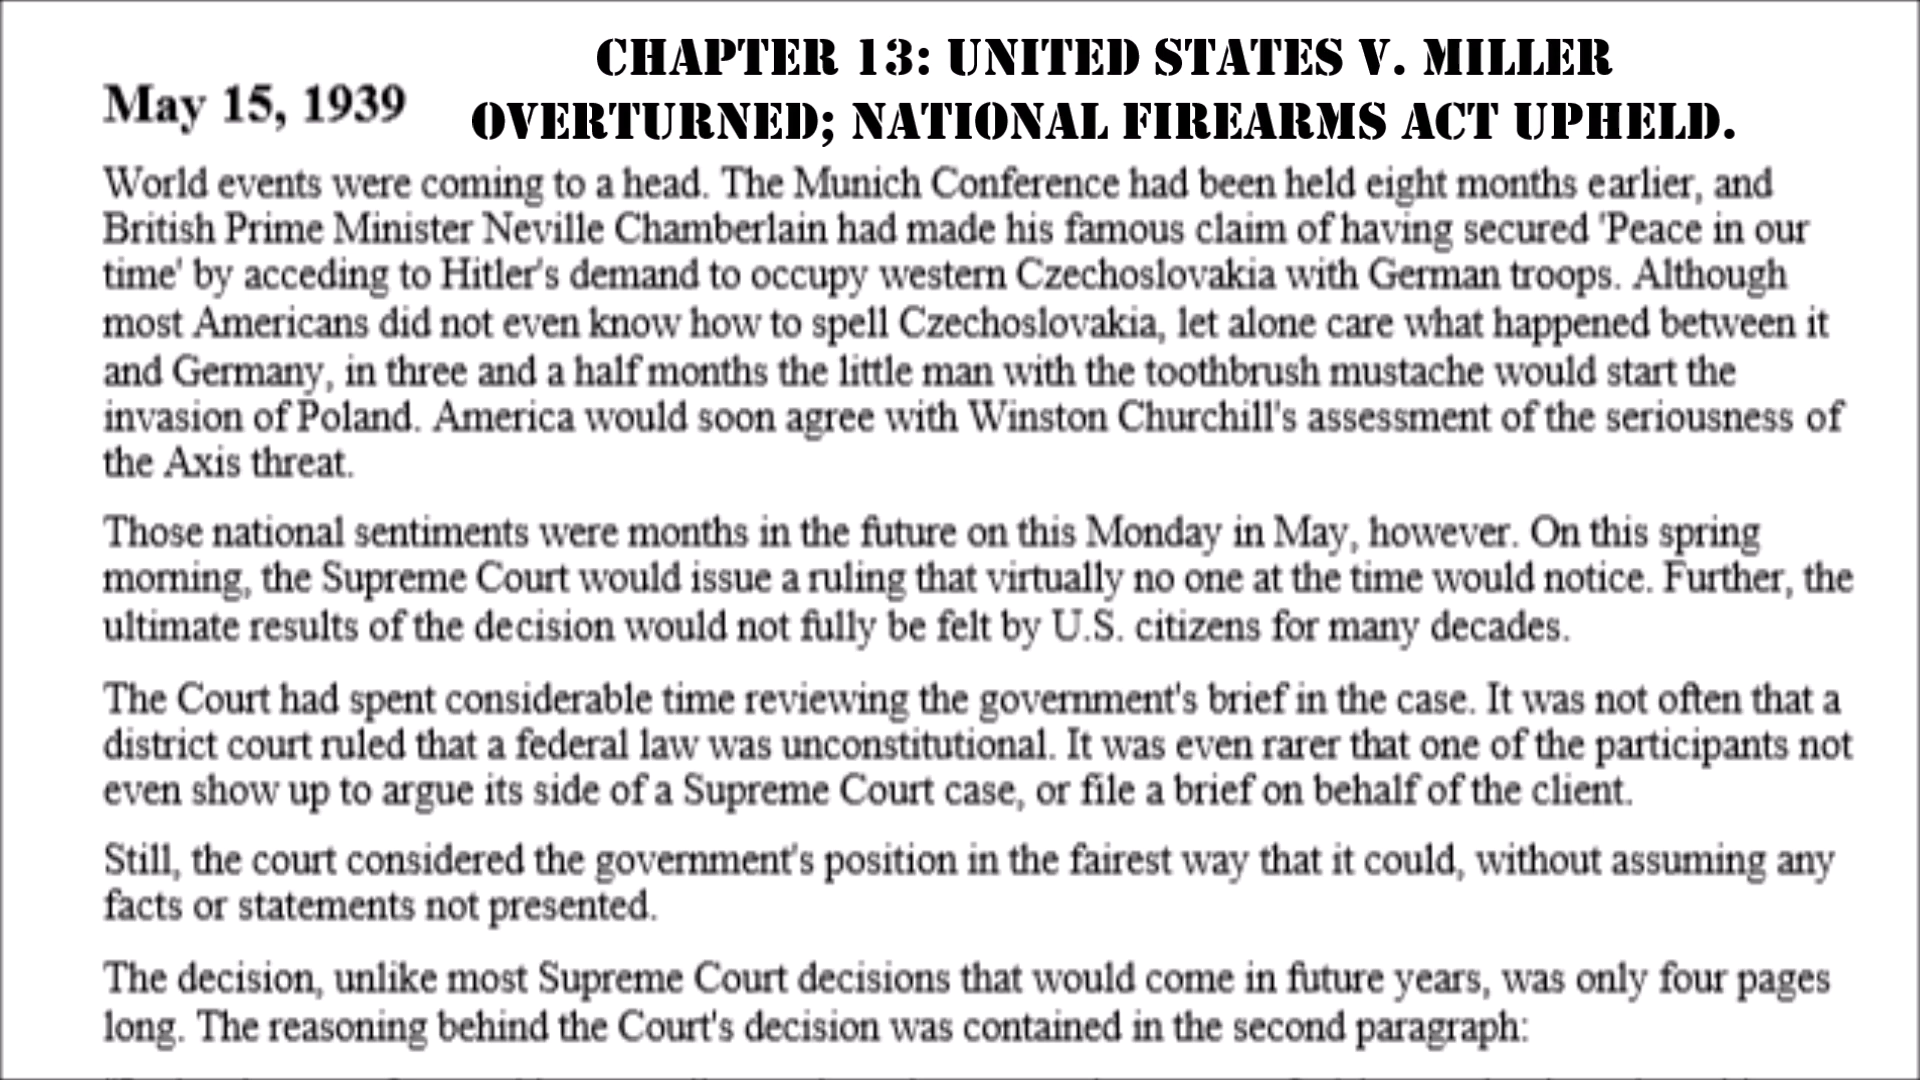 CHAPTER 13: UNITED STATES V. MILLER
OVERTURNED; NATIONAL FIREARMS ACT UPHELD.
May 15, 1939
World events were coming to a head. The Munich Conference had been held eight months earlier, and
British Prime Minister Neville Chamberlain had made his famous claim of having secured 'Peace in our
time' by acceding to Hitler's demand to occupy western Czechoslovakia with German troops. Although
most Americans did not even know how to spell Czechoslovakia, let alone care what happened between it
and Germany, in three and a half months the little man with the toothbrush mustache would start the
invasion of Poland. America would soon agree with Winston Churchill's assessment of the seriousness of
the Axis threat.
Those national sentiments were months in the future on this Monday in May, however. On this spring
morning, the Supreme Court would issue a ruling that virtually no one at the time would notice. Further, the
ultimate results of the decision would not fully be felt by U.S. citizens for many decades.
The Court had spent considerable time reviewing the government's brief in the case. It was not often that a
district court ruled that a federal law was unconstitutional. It was even rarer that one of the participants not
even show up to argue its side of a Supreme Court case, or file a brief on behalf of the client.
Still, the court considered the government's position in the fairest way that it could, without assuming any
facts or statements not presented.
The decision, unlike most Supreme Court decisions that would come in future years, was only four pages
long. The reasoning behind the Court's decision was contained in the second paragraph: